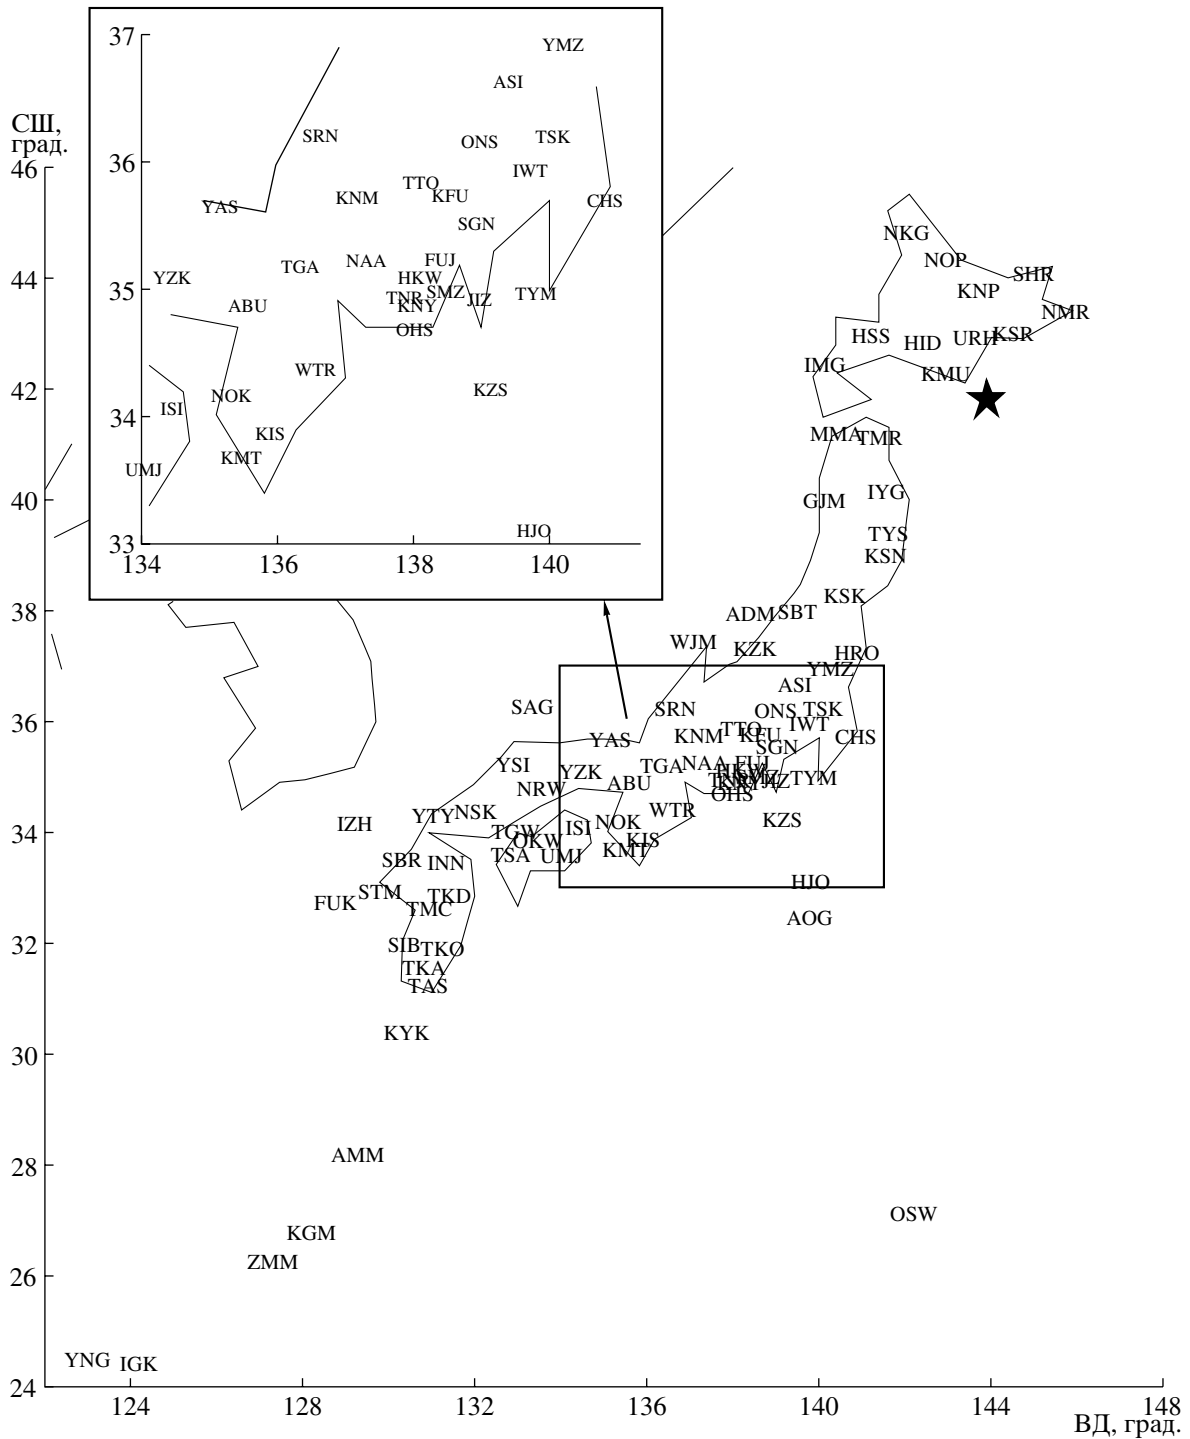 37
YMZ
ASI
СШ,
град.
SRN
ONS
TSK
36
IWT
46
TTO
KNM
KFU
CHS
YAS
SGN
NKG
TGA
NAA
FUJ
NOP
YZK
HKW
SHR
44
35
TNR
SMZ
JIZ
TYM
KNP
ABU
KNY
NMR
OHS
HSS
HID
URH
KSR
WTR
IMG
KMU
42
NOK
KZS
34
ISI
KIS
MMA
TMR
KMT
UMJ
IYG
40
GJM
33
HJO
TYS
134
136
138
140
KSN
38
KSK
ADM
SBT
WJM
KZK
HRO
YMZ
ASI
36
SAG
SRN
ONS
TSK
TTO
IWT
YAS
KNM
KFU
CHS
SGN
YSI
TGA
NAA
FUJ
YZK
HKW
NRW
ABU
TNR
KNY
SMZ
JIZ
TYM
OHS
34
IZH
YTY
NSK
WTR
KZS
TGW
ISI
NOK
OKW
KIS
SBR
INN
TSA
UMJ
KMT
STM
TKD
HJO
FUK
TMC
AOG
32
SIB
TKO
TKA
TAS
KYK
30
28
AMM
OSW
KGM
ZMM
26
YNG
IGK
24
124
128
132
136
140
144
148
ВД, град.